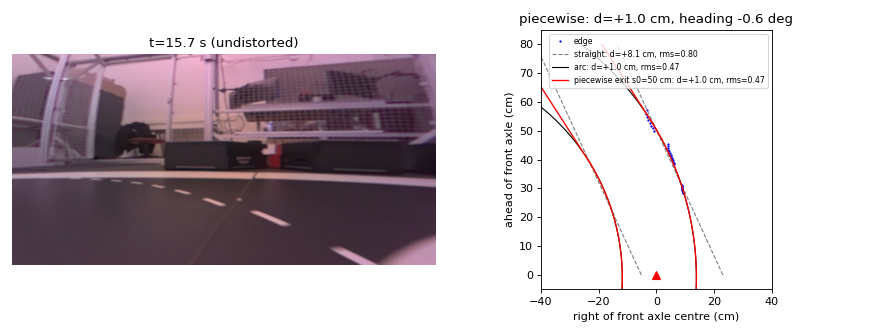 t=15.7 s (undistorted)
piecewise: d=+1.0 cm, heading -0.6 deg
edge
straight: d=+8.1 cm, rms=0.80
arc: d=+1.0 cm, rms=0.47
piecewise exit s0=50 cm: d=+1.0 cm, rms=0.47
ahead of front axle (cm)
80
70
60
50
40
30
20
10
0
−40
−20
0
20
40
right of front axle centre (cm)